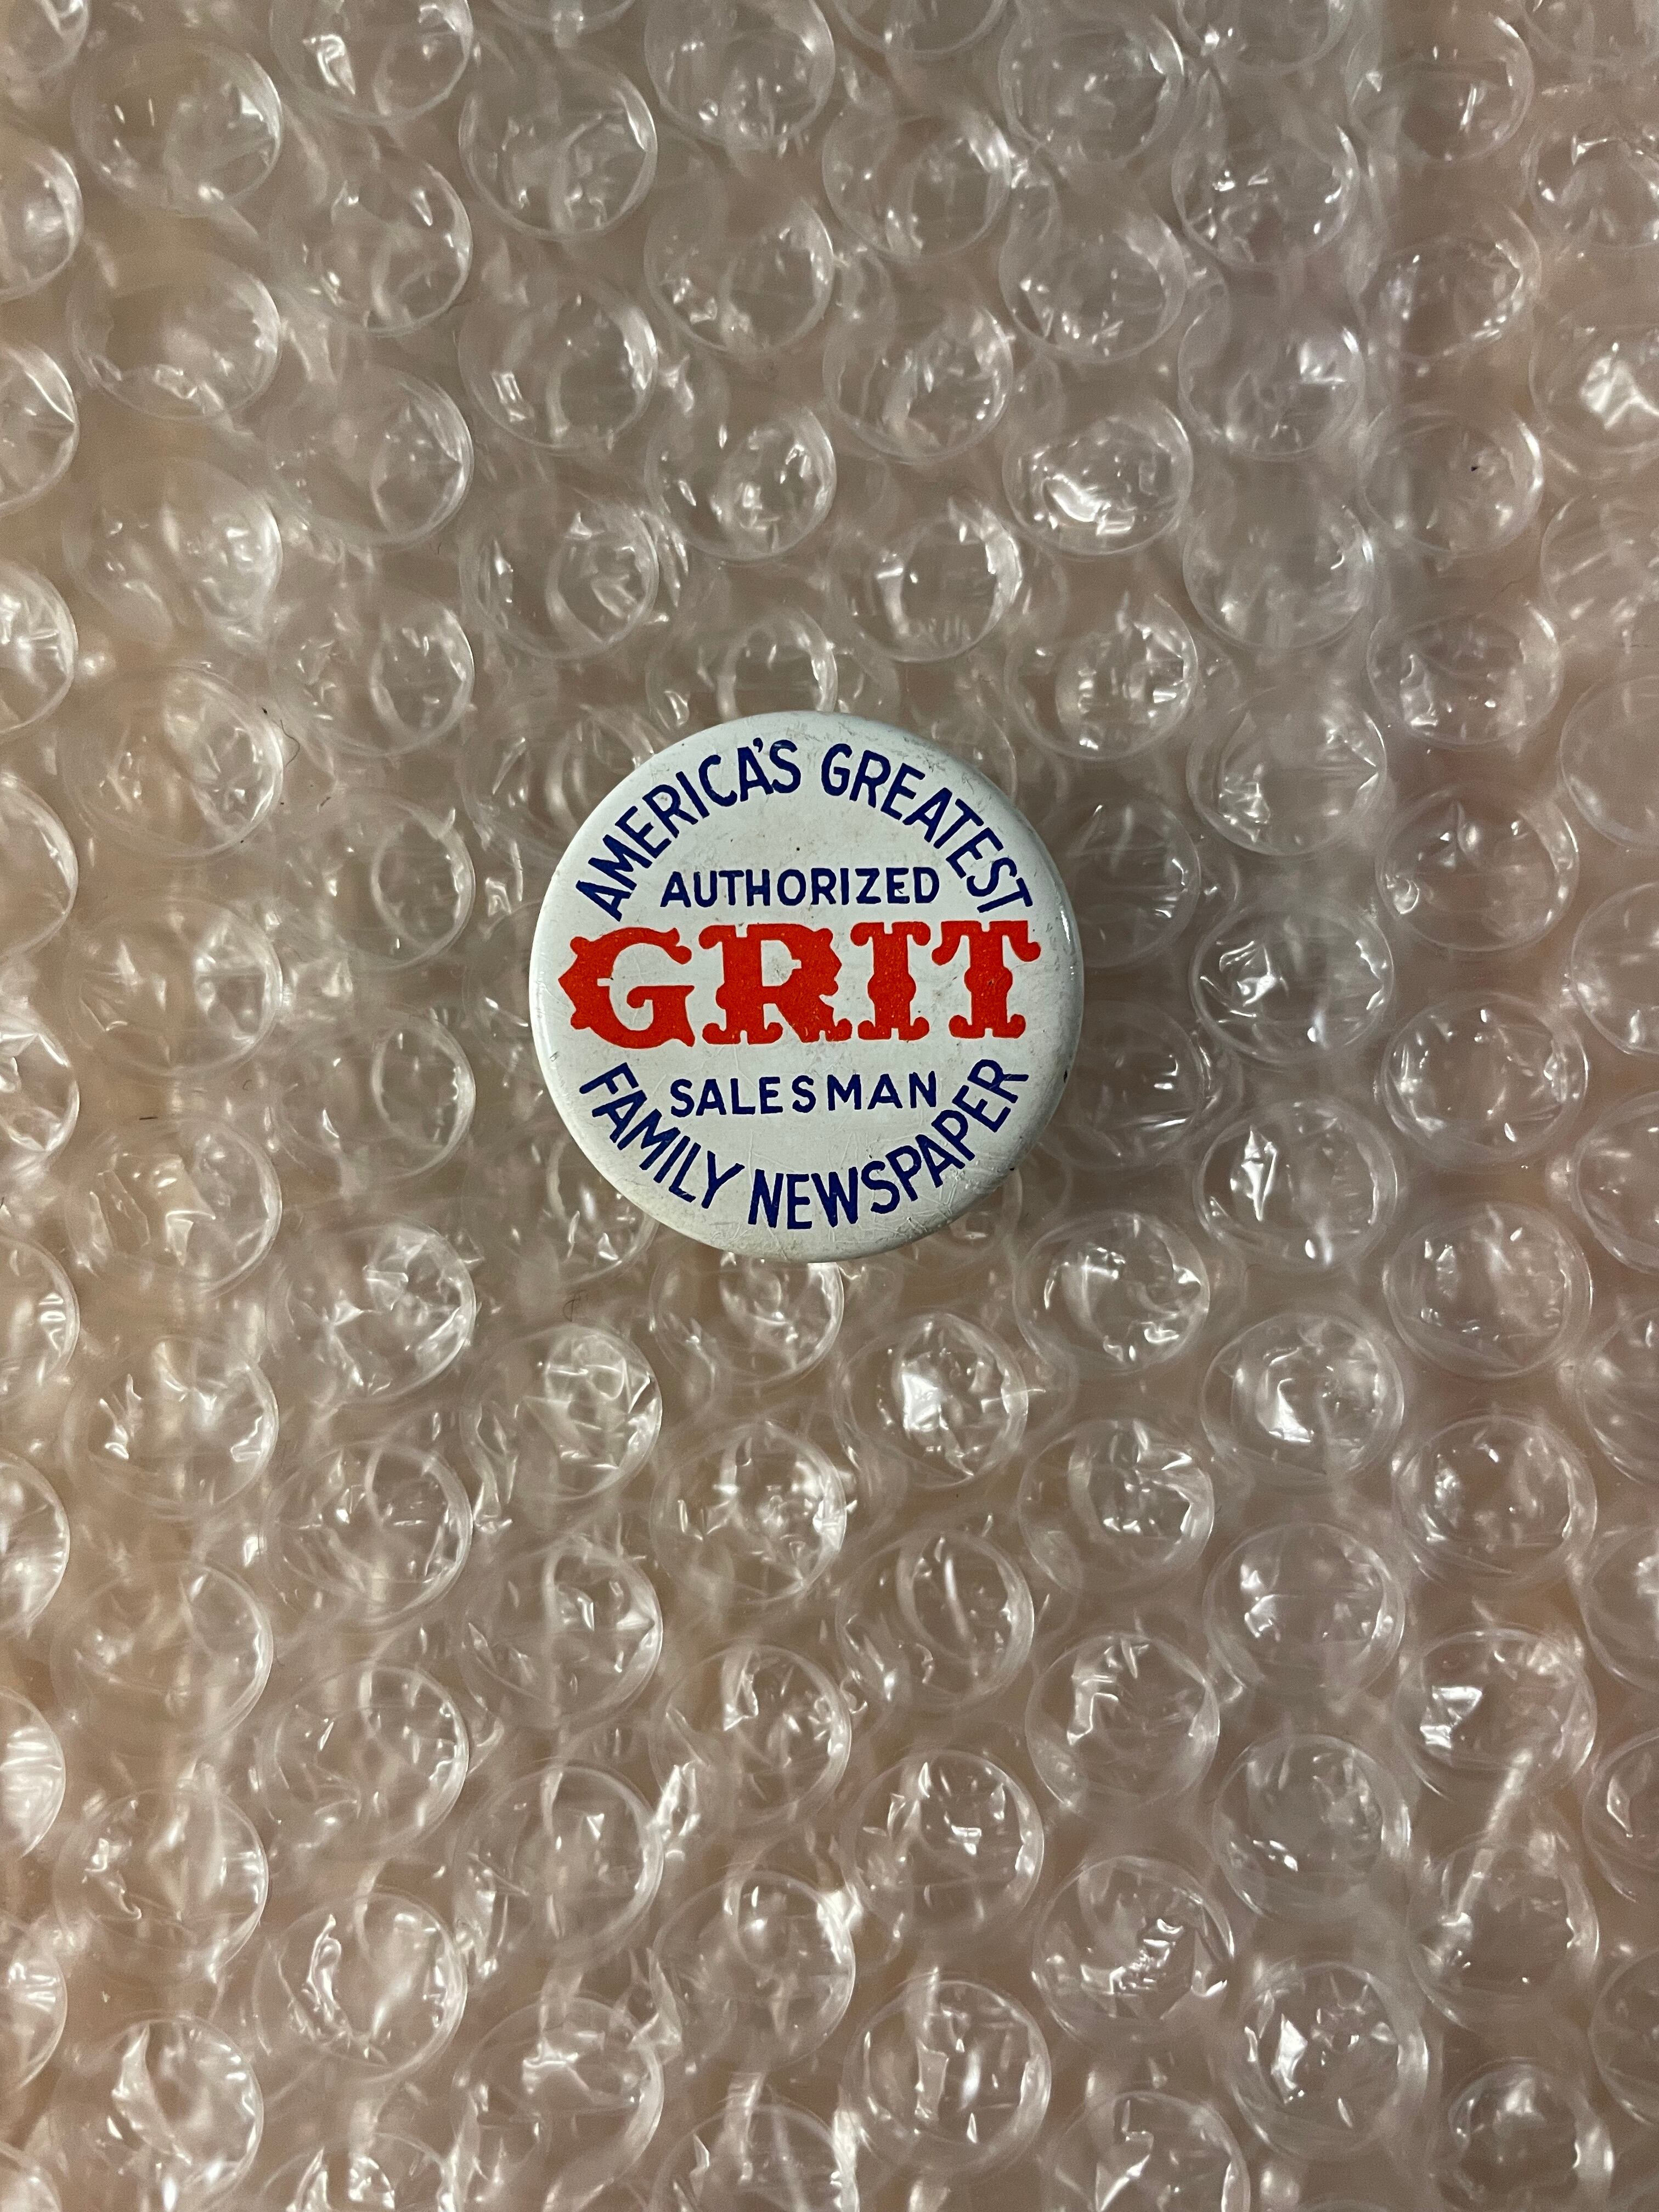 AMERICA'S GREATEST
AUTHORIZED
GRIT
SALESMAN
FAMILY NEWSPAPER